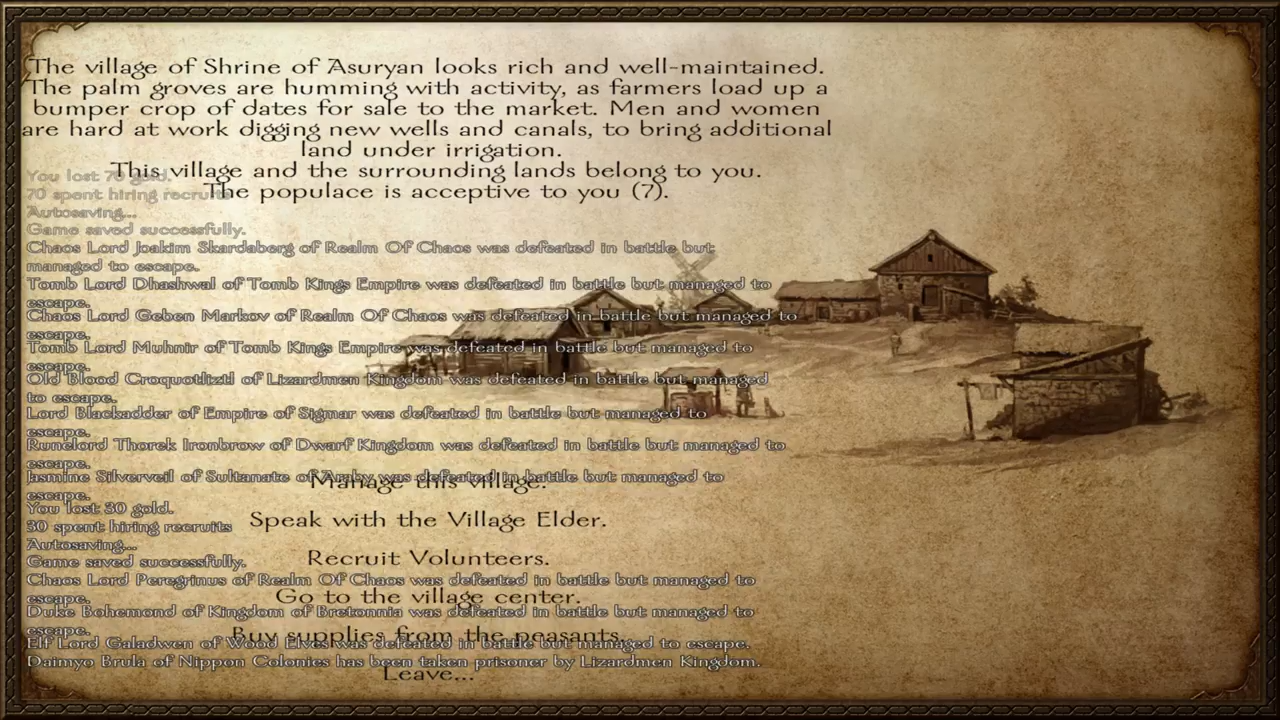 The village of Shrine of Asuryan looks rich and well-maintained.
The palm groves are humming with activity, as farmers load up a
bumper crop of dates for sale to the market. Men and women
are hard at work digging new wells and canals, to bring additional
land under irrigation.
This village and the surrounding lands belong to you.
The populace is acceptive to you (7).
You lost 70 gold.
70 spent hiring recruits
Autosaving...
Game saved successfully.
Chaos Lord Joakim Skardaberg of Realm Of Chaos was defeated in battle but
managed to escape.
Tomb Lord Dhashwal of Tomb Kings Empire was defeated in battle but managed to
escape.
Chaos Lord Geben Markov of Realm Of Chaos was defeated in battle but managed to
escape.
Tomb Lord Muhnir of Tomb Kings Empire was defeated in battle but managed to
escape.
Old Blood Croquotliztl of Lizardmen Kingdom was defeated in battle but managed
to escape.
Lord Blackadder of Empire of Sigmar was defeated in battle but managed to
escape.
Runelord Thorek Ironbrow of Dwarf Kingdom was defeated in battle but managed to
escape.
Jasmine Silverveil of Sultanate of Araby was defeated in battle but managed to
escape.
Manage this village.
You lost 30 gold.
Speak with the Village Elder.
30 spent hiring recruits
Autosaving...
Recruit Volunteers.
Game saved successfully.
Chaos Lord Peregrinus of Realm Of Chaos was defeated in battle but managed to
escape.
Go to the village center.
Duke Bohemond of Kingdom of Bretonnia was defeated in battle but managed to
escape.
Buy supplies from the peasants.
Elf Lord Galadwen of Wood Elves was defeated in battle but managed to escape.
Daimyo Brula of Nippon Colonies has been taken prisoner by Lizardmen Kingdom.
Leave...